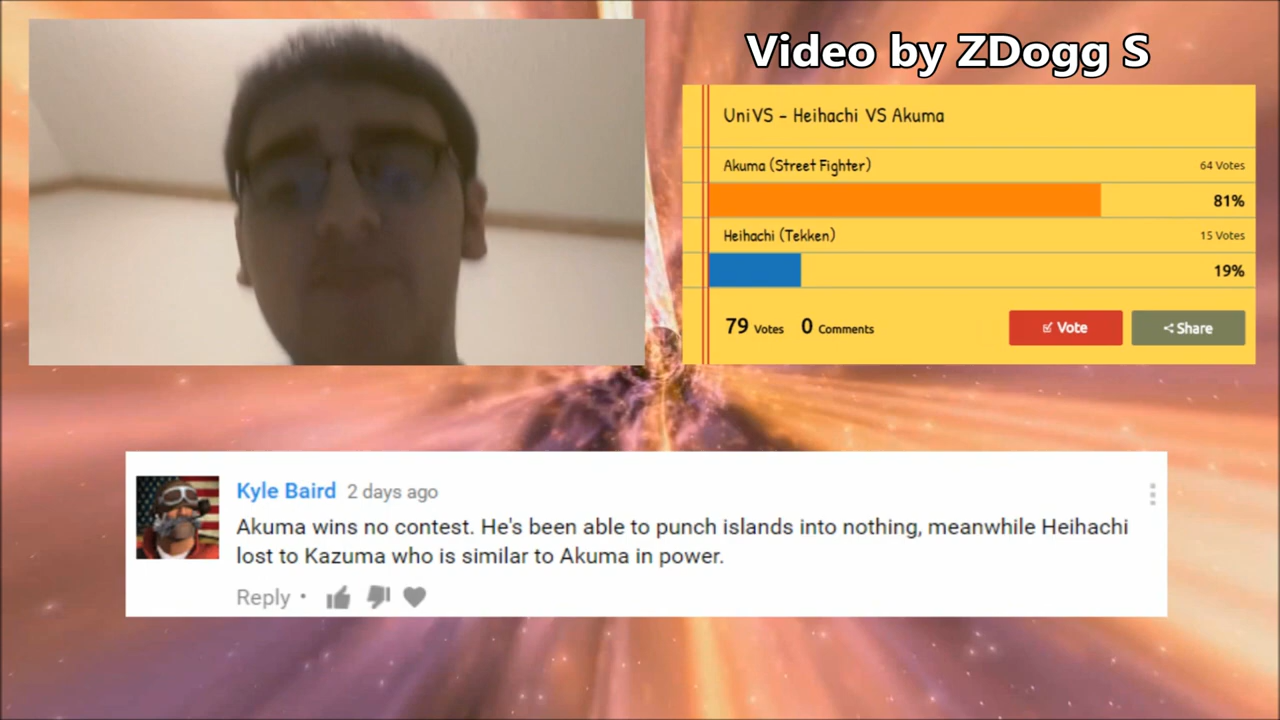 Video by ZDogg S
UniVS - Heihachi VS Akuma
Akuma (Street Fighter) 64 Votes
81%
Heihachi (Tekken) 15 Votes
19%
79 Votes 0 Comments Vote Share
Kyle Baird 2 days ago
Akuma wins no contest. He's been able to punch islands into nothing, meanwhile Heihachi
lost to Kazuma who is similar to Akuma in power.
Reply •